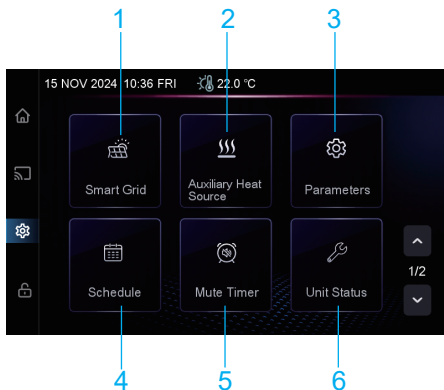 1 2 3
15 NOV 2024 10:36 FRI 22.0 °C
Smart Grid
Auxiliary Heat
Source
Parameters
Schedule
Mute Timer
Unit Status
1/2
4 5 6